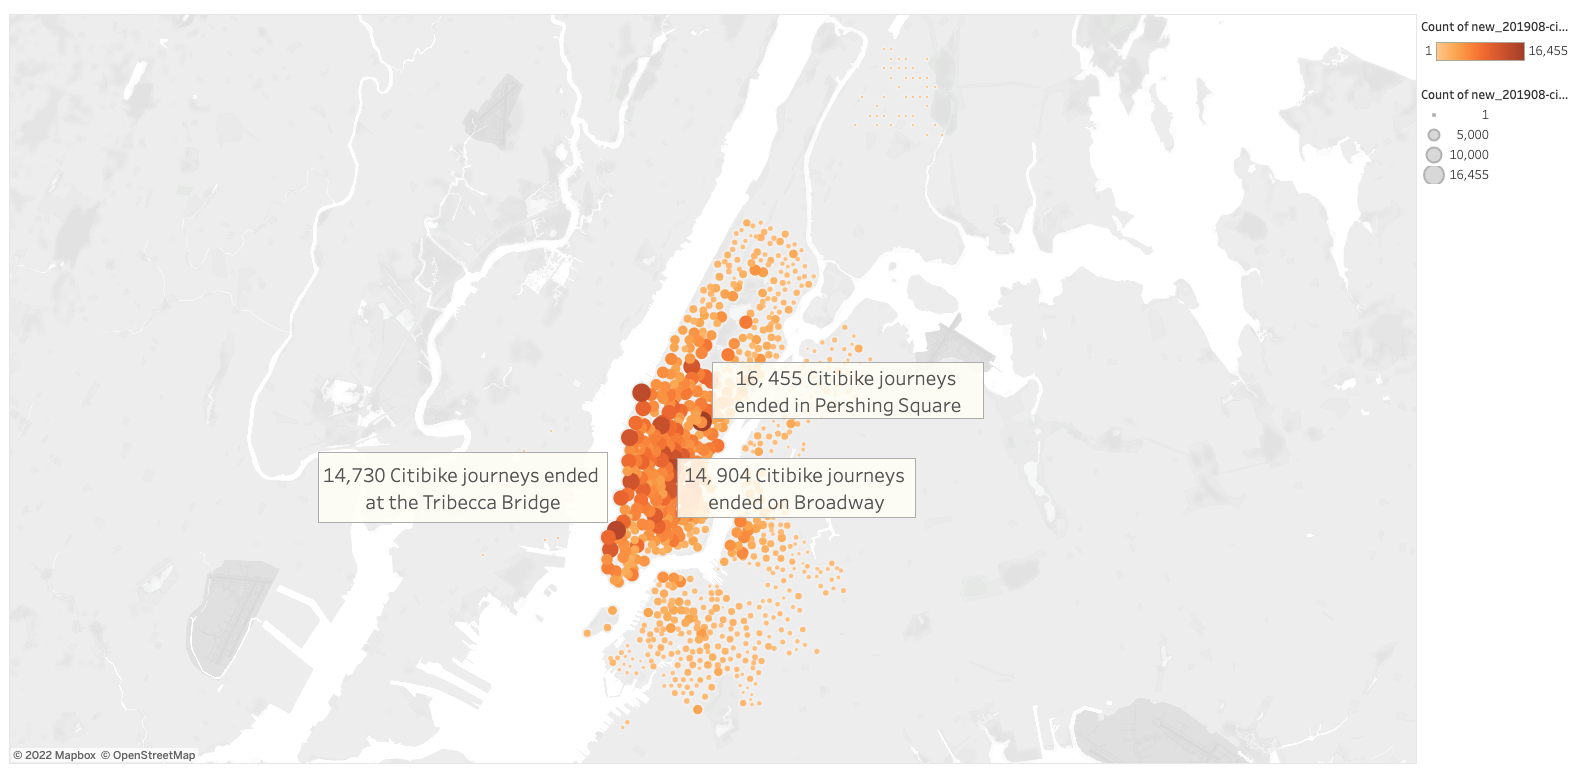 Count of new_201908-ci...
1 16,455
Count of new_201908-ci...
1
5,000
10,000
16,455
16, 455 Citibike journeys
ended in Pershing Square
14,730 Citibike journeys ended
at the Tribecca Bridge
14, 904 Citibike journeys
ended on Broadway
© 2022 Mapbox © OpenStreetMap